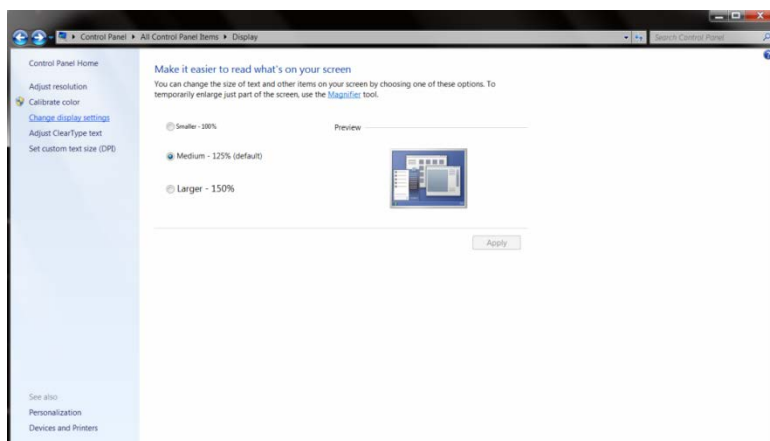 Control Panel ▸ All Control Panel Items ▸ Display
Search Control Panel
Control Panel Home
Adjust resolution
Calibrate color
Change display settings
Adjust ClearType text
Set custom text size (DPI)
Make it easier to read what's on your screen
You can change the size of text and other items on your screen by choosing one of these options. To
temporarily enlarge just part of the screen, use the Magnifier tool.
Smaller - 100%
Preview
Medium - 125% (default)
Larger - 150%
Apply
See also
Personalization
Devices and Printers